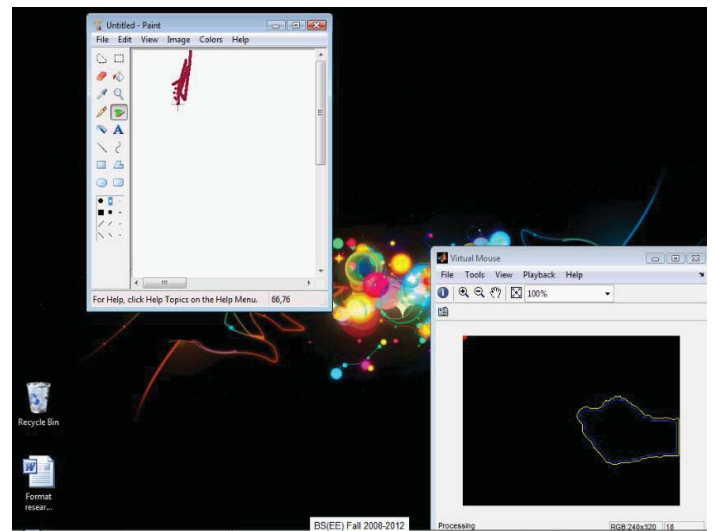 Untitled - Paint
File Edit View Image Colors Help
A
For Help, click Help Topics on the Help Menu. 66,76
Virtual Mouse
File Tools View Playback Help
100%
Recycle Bin
Format
resear...
BS(EE) Fall 2008-2012
Processing RGB:240x320 18